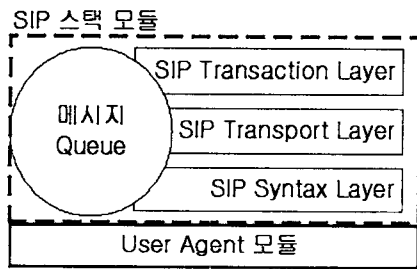 SIP 스택 모듈
SIP Transaction Layer
메시지
Queue
SIP Transport Layer
SIP Syntax Layer
User Agent 모듈